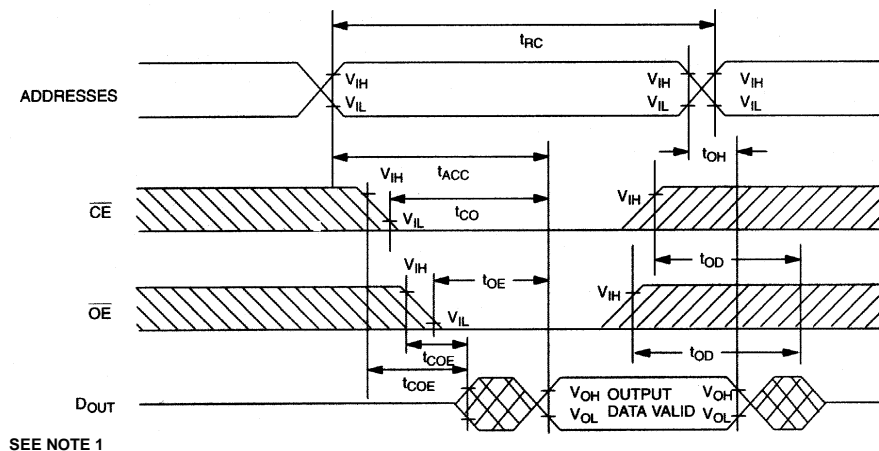 tRC
ADDRESSES
VIH VIH VIH
VIL VIL VIL
tOH
tACC
VIH VIH
CE
tCO
VIL
tOD
VIH
tOE
VIH
OE
VIL
tCOE
tOD
tCOE
DOUT
VOH OUTPUT VOH
VOL DATA VALID VOL
SEE NOTE 1